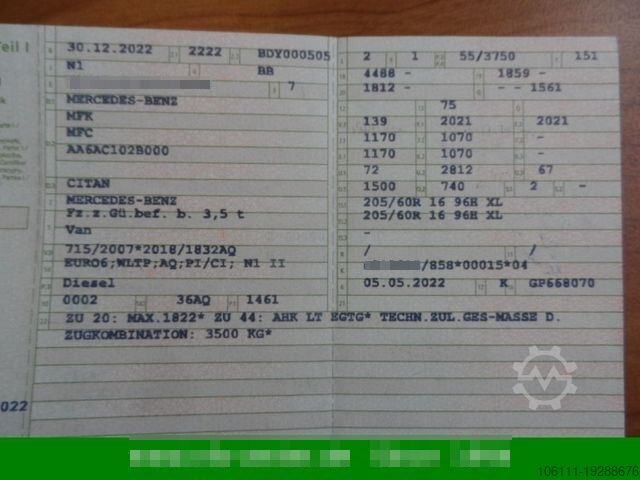 Teil I
30.12.2022 2222 BDY000505
N1 BB
7
MERCEDES-BENZ
MFK
MFC
AA6AC102B000
CITAN
MERCEDES-BENZ
Fz.z.Gü.bef. b. 3,5 t
Van
715/2007*2018/1832AQ
EURO6;WLTP;AQ;PI/CI; N1 II
Diesel
0002 36AQ 1461
2 1 55/3750 151
4488 - 1859 -
1812 - - - 1561
75
139 2021 2021
1170 1070 -
1170 1070 -
72 2812 67
1500 740 2 -
205/60R 16 96H XL
205/60R 16 96H XL
-
/ /
/858*00015*04
05.05.2022 K GP668070
ZU 20: MAX.1822* ZU 44: AHK LT EGTG* TECHN.ZUL.GES-MASSE D.
ZUGKOMBINATION: 3500 KG*
022
106111-19288676